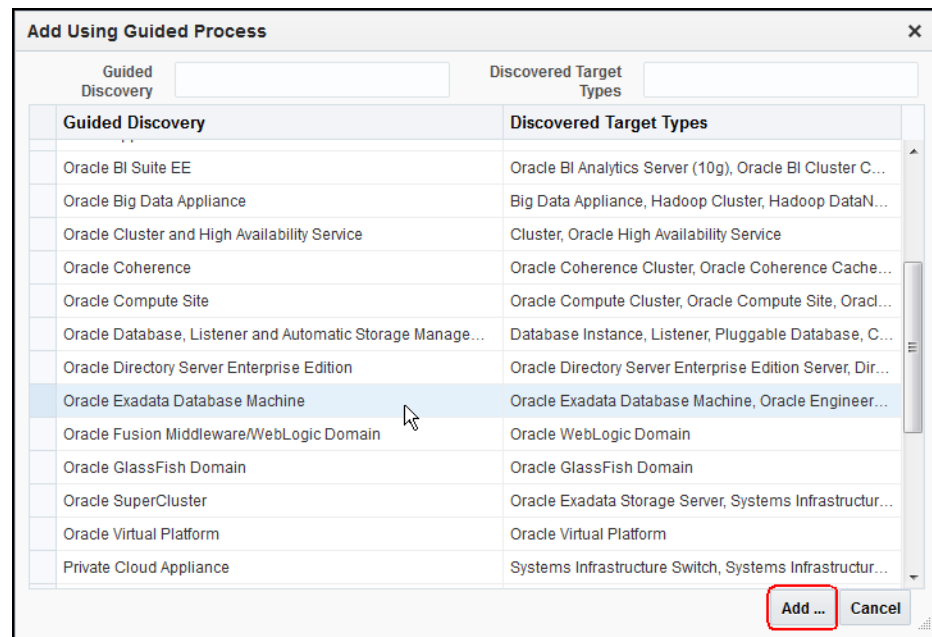 Add Using Guided Process
Guided Discovery
Discovered Target Types
Guided Discovery Discovered Target Types
Oracle BI Suite EE Oracle BI Analytics Server (10g), Oracle BI Cluster C...
Oracle Big Data Appliance Big Data Appliance, Hadoop Cluster, Hadoop DataN...
Oracle Cluster and High Availability Service Cluster, Oracle High Availability Service
Oracle Coherence Oracle Coherence Cluster, Oracle Coherence Cache...
Oracle Compute Site Oracle Compute Cluster, Oracle Compute Site, Oracl...
Oracle Database, Listener and Automatic Storage Manage... Database Instance, Listener, Pluggable Database, C...
Oracle Directory Server Enterprise Edition Oracle Directory Server Enterprise Edition Server, Dir...
Oracle Exadata Database Machine Oracle Exadata Database Machine, Oracle Engineer...
Oracle Fusion Middleware/WebLogic Domain Oracle WebLogic Domain
Oracle GlassFish Domain Oracle GlassFish Domain
Oracle SuperCluster Oracle Exadata Storage Server, Systems Infrastructur...
Oracle Virtual Platform Oracle Virtual Platform
Private Cloud Appliance Systems Infrastructure Switch, Systems Infrastructur...
Add ... Cancel